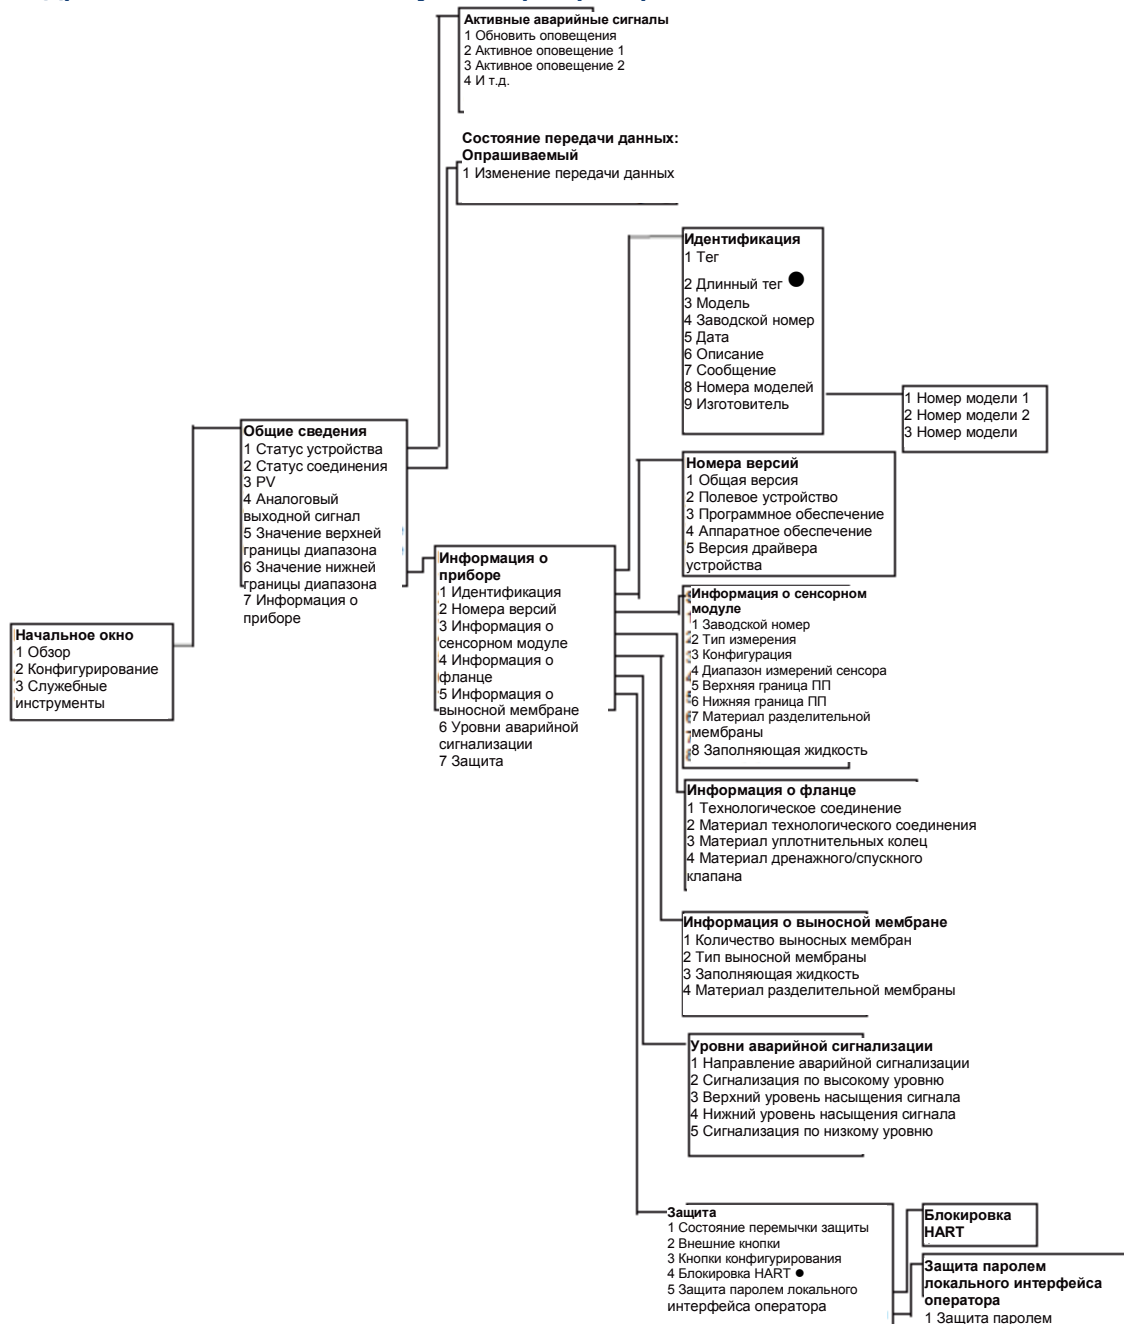 Активные аварийные сигналы
1 Обновить оповещения
2 Активное оповещение 1
3 Активное оповещение 2
4 И т.д.
Состояние передачи данных:
Опрашиваемый
1 Изменение передачи данных
Идентификация
1 Тег
2 Длинный тег ●
3 Модель
4 Заводской номер
5 Дата
6 Описание
7 Сообщение
8 Номера моделей
9 Изготовитель
1 Номер модели 1
2 Номер модели 2
3 Номер модели
Общие сведения
1 Статус устройства
2 Статус соединения
3 PV
4 Аналоговый
выходной сигнал
5 Значение верхней
границы диапазона
6 Значение нижней
границы диапазона
7 Информация о
приборе
Номера версий
1 Общая версия
2 Полевое устройство
3 Программное обеспечение
4 Аппаратное обеспечение
5 Версия драйвера
устройства
Информация о
приборе
1 Идентификация
2 Номера версий
3 Информация о
сенсорном модуле
4 Информация о
фланце
5 Информация о
выносной мембране
6 Уровни аварийной
сигнализации
7 Защита
Начальное окно
1 Обзор
2 Конфигурирование
3 Служебные
инструменты
Информация о сенсорном
модуле
1 Заводской номер
2 Тип измерения
3 Конфигурация
4 Диапазон измерений сенсора
5 Верхняя граница ПП
6 Нижняя граница ПП
7 Материал разделительной
мембраны
8 Заполняющая жидкость
Информация о фланце
1 Технологическое соединение
2 Материал технологического соединения
3 Материал уплотнительных колец
4 Материал дренажного/спускного
клапана
Информация о выносной мембране
1 Количество выносных мембран
2 Тип выносной мембраны
3 Заполняющая жидкость
4 Материал разделительной мембраны
Уровни аварийной сигнализации
1 Направление аварийной сигнализации
2 Сигнализация по высокому уровню
3 Верхний уровень насыщения сигнала
4 Нижний уровень насыщения сигнала
5 Сигнализация по низкому уровню
Защита
1 Состояние перемычки защиты
2 Внешние кнопки
3 Кнопки конфигурирования
4 Блокировка HART ●
5 Защита паролем локального
интерфейса оператора
Блокировка
HART
Защита паролем
локального интерфейса
оператора
1 Защита паролем